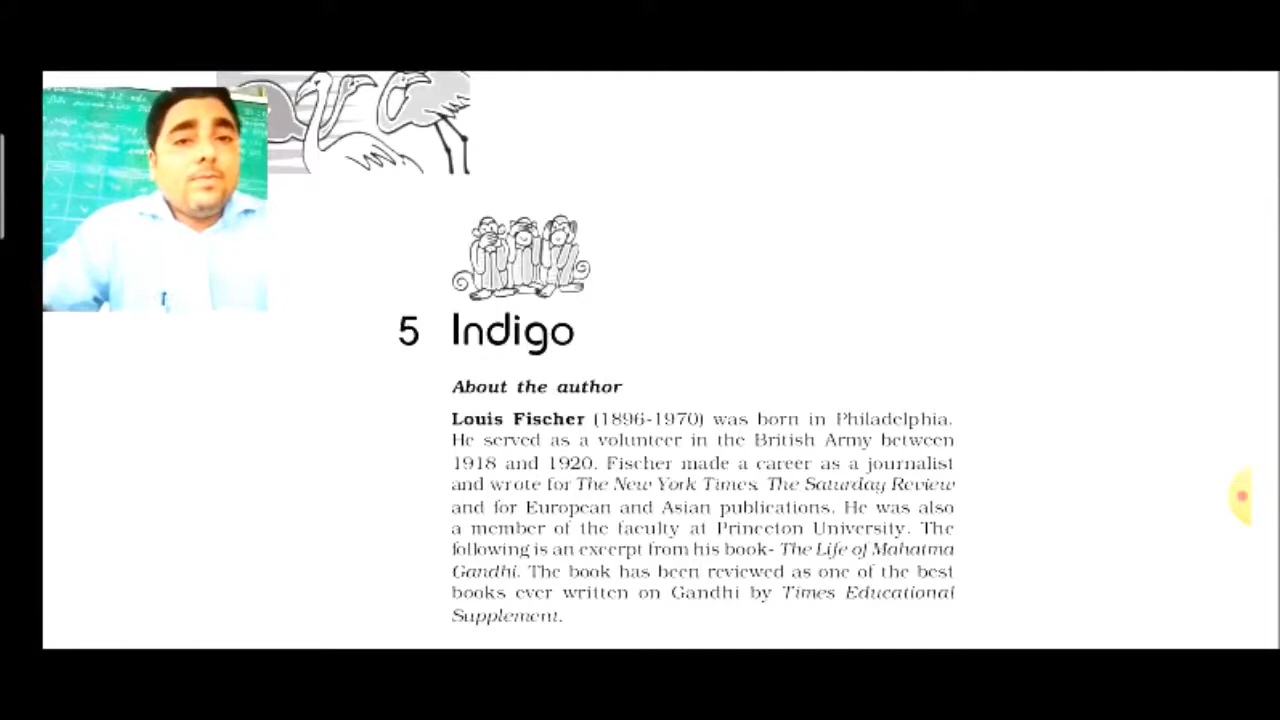 5 Indigo
About the author
Louis Fischer (1896-1970) was born in Philadelphia.
He served as a volunteer in the British Army between
1918 and 1920. Fischer made a career as a journalist
and wrote for The New York Times, The Saturday Review
and for European and Asian publications. He was also
a member of the faculty at Princeton University. The
following is an excerpt from his book- The Life of Mahatma
Gandhi. The book has been reviewed as one of the best
books ever written on Gandhi by Times Educational
Supplement.